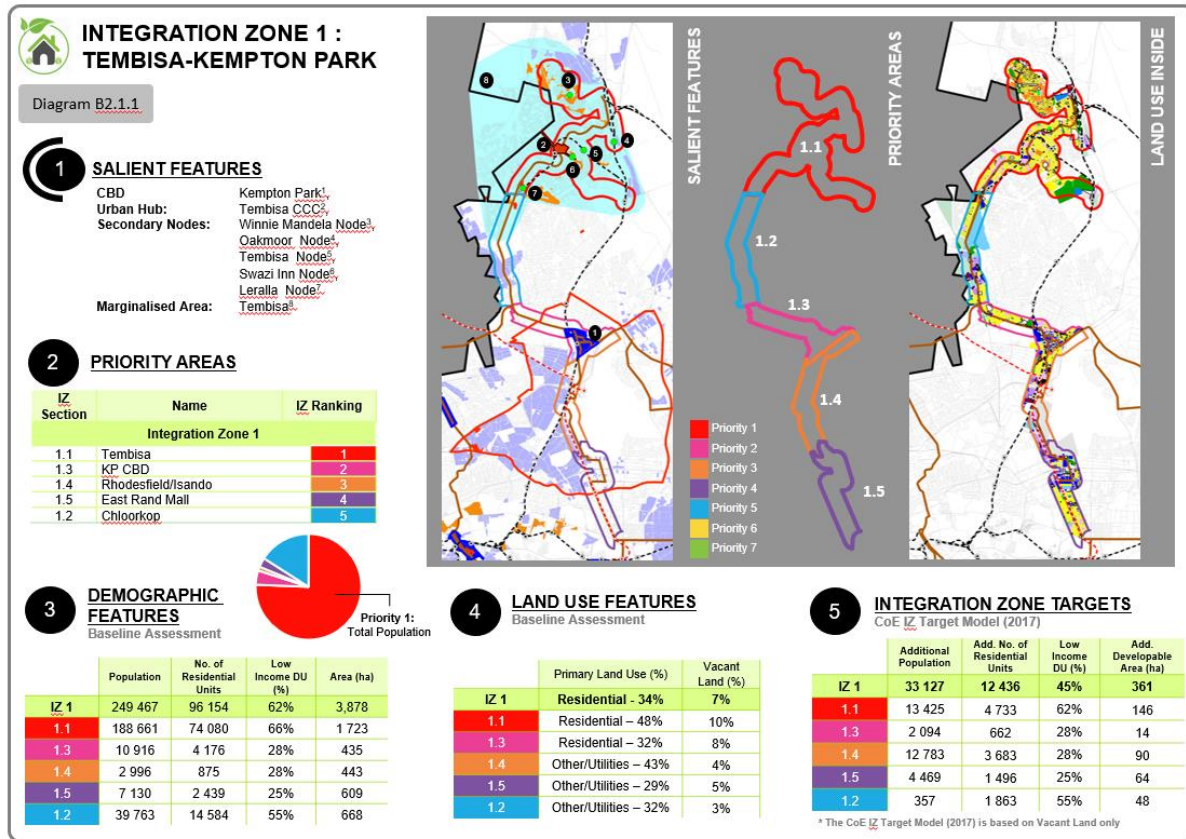 INTEGRATION ZONE 1 :
TEMBISA-KEMPTON PARK
Diagram B2.1.1
1 SALIENT FEATURES
CBD Kempton Park1
Urban Hub: Tembisa CCC2
Secondary Nodes: Winnie Mandela Node3
Oakmoor Node4
Tembisa Node5
Swazi Inn Node6
Leralla Node7
Marginalised Area: Tembisa8
2 PRIORITY AREAS
IZ Section Name IZ Ranking
Integration Zone 1
1.1 Tembisa 1
1.3 KP CBD 2
1.4 Rhodesfield/Isando 3
1.5 East Rand Mall 4
1.2 Chloorkop 5
8
3
2
5
4
6
7
1
SALIENT FEATURES
1.1
1.2
1.3
1.4
1.5
PRIORITY AREAS
Priority 1
Priority 2
Priority 3
Priority 4
Priority 5
Priority 6
Priority 7
LAND USE INSIDE
3 DEMOGRAPHIC
FEATURES
Baseline Assessment
Priority 1:
Total Population
Population No. of Residential Units Low Income DU (%) Area (ha)
IZ 1 249 467 96 154 62% 3,878
1.1 188 661 74 080 66% 1 723
1.3 10 916 4 176 28% 435
1.4 2 996 875 28% 443
1.5 7 130 2 439 25% 609
1.2 39 763 14 584 55% 668
4 LAND USE FEATURES
Baseline Assessment
Primary Land Use (%) Vacant Land (%)
IZ 1 Residential - 34% 7%
1.1 Residential – 48% 10%
1.3 Residential – 32% 8%
1.4 Other/Utilities – 43% 4%
1.5 Other/Utilities – 29% 5%
1.2 Other/Utilities – 32% 3%
5 INTEGRATION ZONE TARGETS
CoE IZ Target Model (2017)
Additional Population Add. No. of Residential Units Low Income DU (%) Add. Developable Area (ha)
IZ 1 33 127 12 436 45% 361
1.1 13 425 4 733 62% 146
1.3 2 094 662 28% 14
1.4 12 783 3 683 28% 90
1.5 4 469 1 496 25% 64
1.2 357 1 863 55% 48
* The CoE IZ Target Model (2017) is based on Vacant Land only